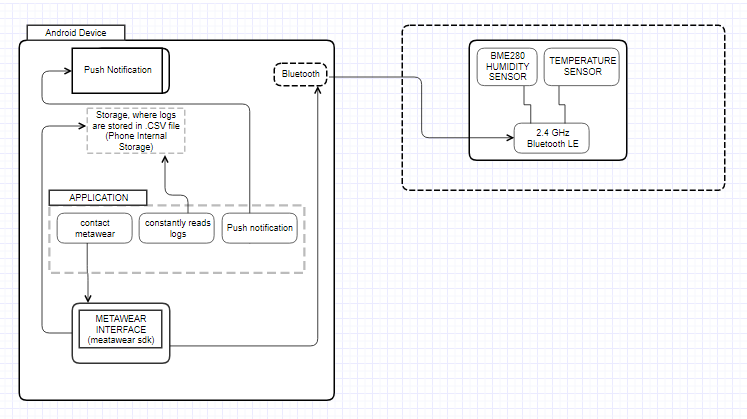 Android Device
Push Notification
Bluetooth
Storage, where logs
are stored in .CSV file
(Phone Internal
Storage)
APPLICATION
contact
metawear
constantly reads
logs
Push notification
METAWEAR
INTERFACE
(meatawear sdk)
BME280
HUMIDITY
SENSOR
TEMPERATURE
SENSOR
2.4 GHz
Bluetooth LE